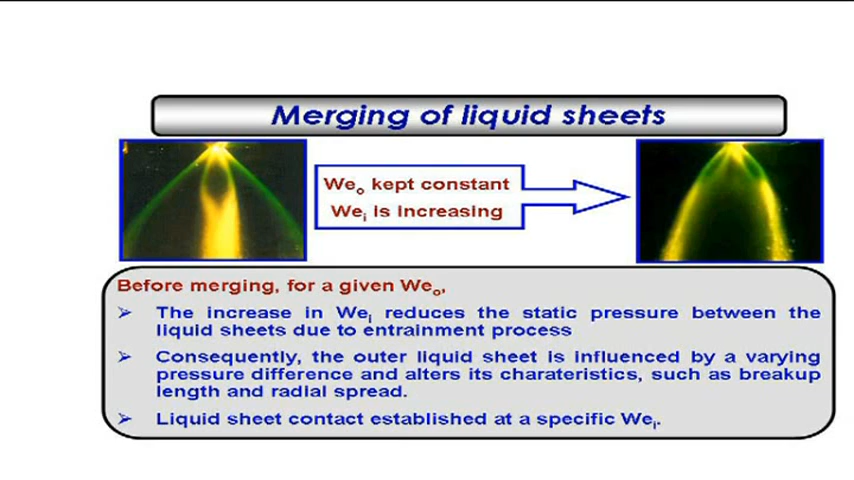 Merging of liquid sheets
Weₒ kept constant
Weᵢ is increasing
Before merging, for a given Weₒ,
➢ The increase in Weᵢ reduces the static pressure between the
liquid sheets due to entrainment process
➢ Consequently, the outer liquid sheet is influenced by a varying
pressure difference and alters its charateristics, such as breakup
length and radial spread.
➢ Liquid sheet contact established at a specific Weᵢ.